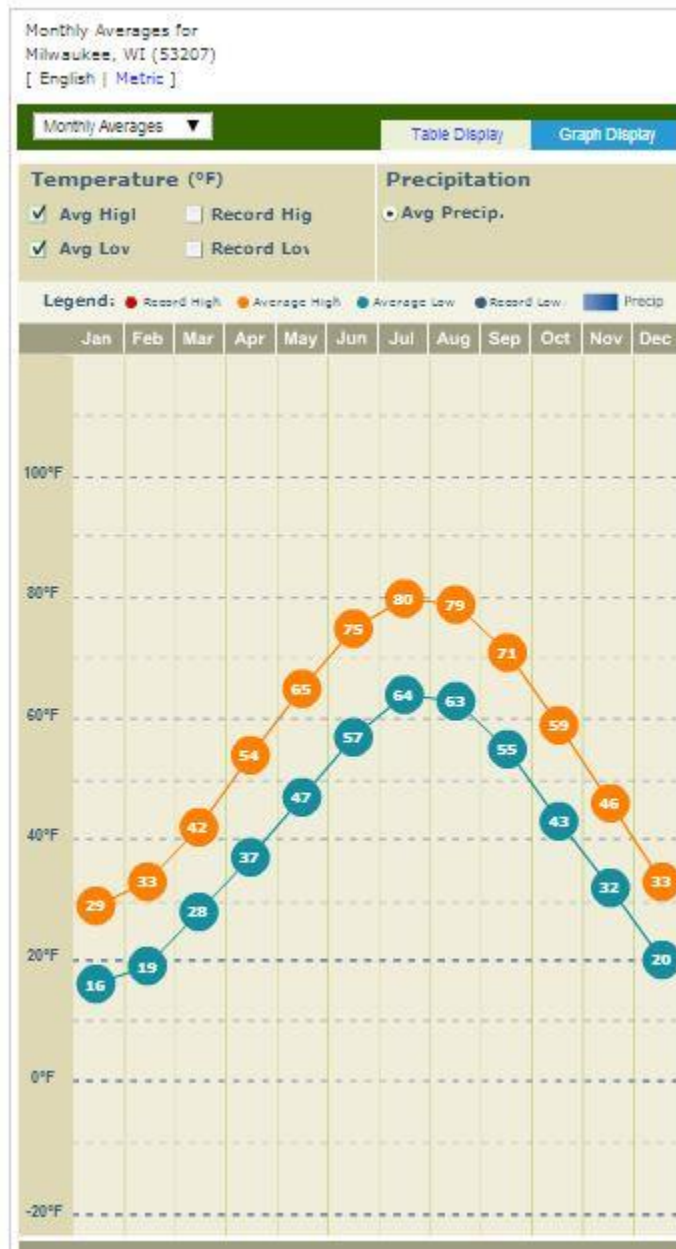 Monthly Averages for
Milwaukee, WI (53207)
[ English | Metric ]
Monthly Averages ▼
Table Display Graph Display
Temperature (°F) Precipitation
Avg Higl Record Hig Avg Precip.
Avg Lov Record Lov
Legend: Record High Average High Average Low Record Low Precip
Jan Feb Mar Apr May Jun Jul Aug Sep Oct Nov Dec
100°F
80°F
80 79
75
71
65
64 63
60°F
59
57
54
55
47
46
43
42
40°F
37
33 33
32
29
28
20°F
19
20
16
0°F
-20°F